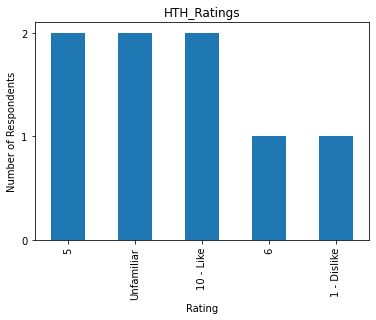 HTH_Ratings
Number of Respondents
2
1
0
5
Unfamiliar
10 - Like
6
1 - Dislike
Rating